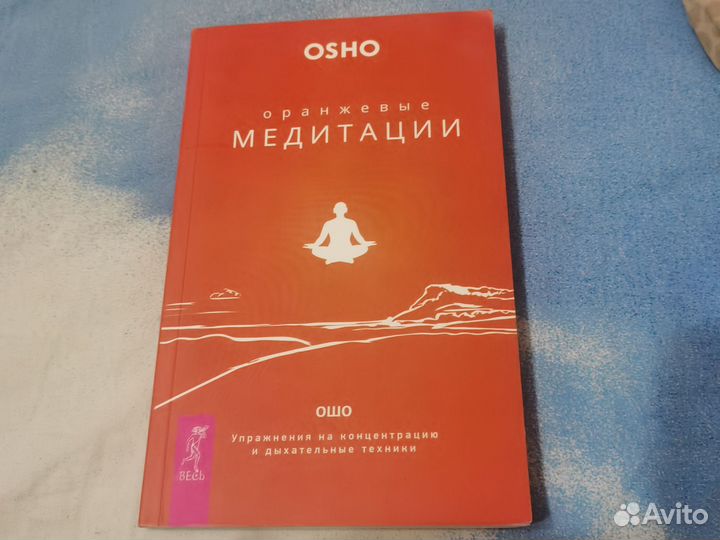 OSHO
оранжевые
МЕДИТАЦИИ
ОШО
Упражнения на концентрацию
и дыхательные техники
ВЕСЬ
Avito